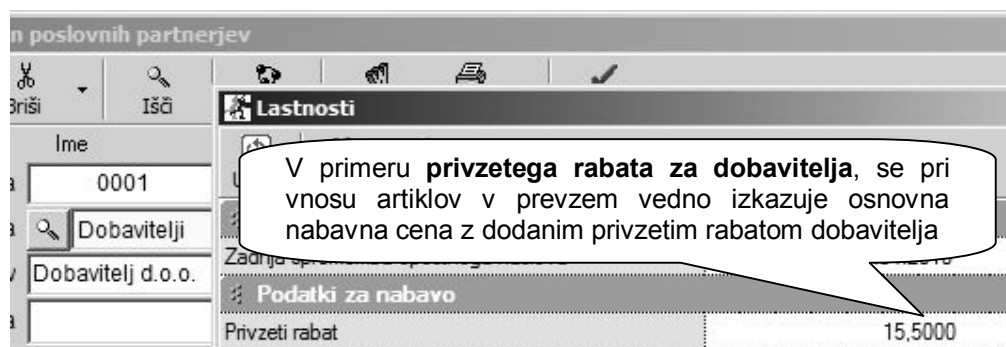 n poslovnih partnerjev
Briši
Išči
Lastnosti
Ime
0001
V primeru privzetega rabata za dobavitelja, se pri
vnosu artiklov v prevzem vedno izkazuje osnovna
nabavna cena z dodanim privzetim rabatom dobavitelja
Dobavitelji
Dobavitelj d.o.o.
Zadnja
Podatki za nabavo
Privzeti rabat
15,5000